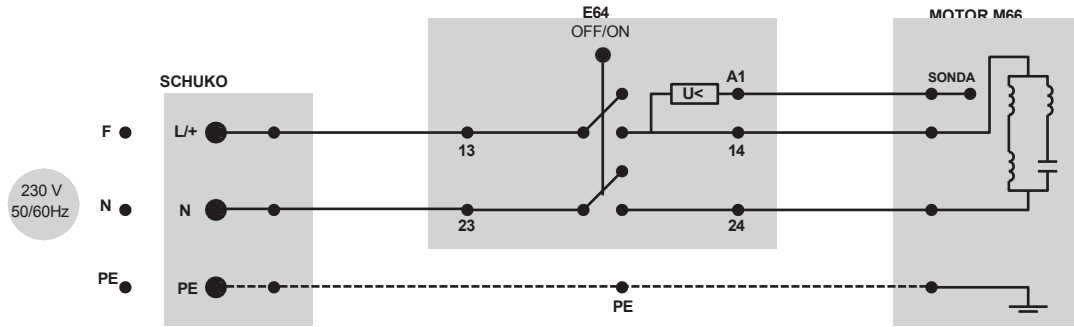 E64
OFF/ON
MOTOR M66
SCHUKO
A1
SONDA
U<
F
L/+
13
14
230 V
50/60Hz
N
N
23
24
PE
PE
PE